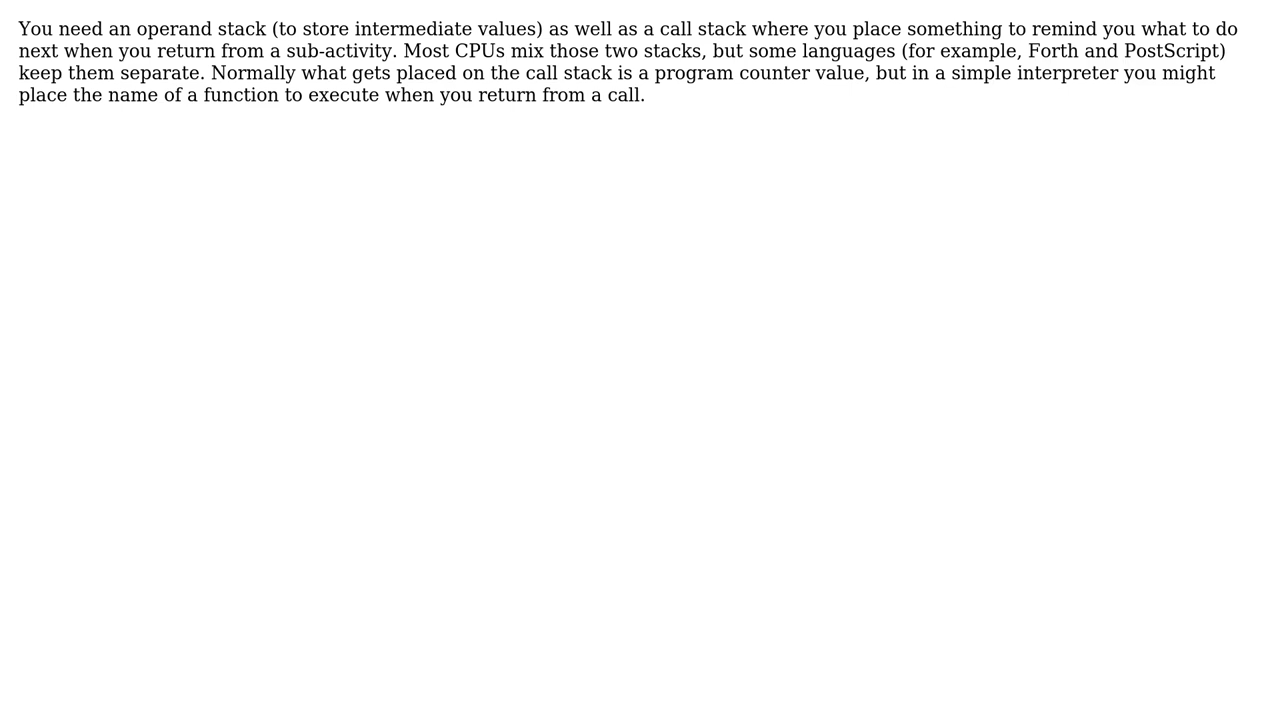 You need an operand stack (to store intermediate values) as well as a call stack where you place something to remind you what to do
next when you return from a sub-activity. Most CPUs mix those two stacks, but some languages (for example, Forth and PostScript)
keep them separate. Normally what gets placed on the call stack is a program counter value, but in a simple interpreter you might
place the name of a function to execute when you return from a call.